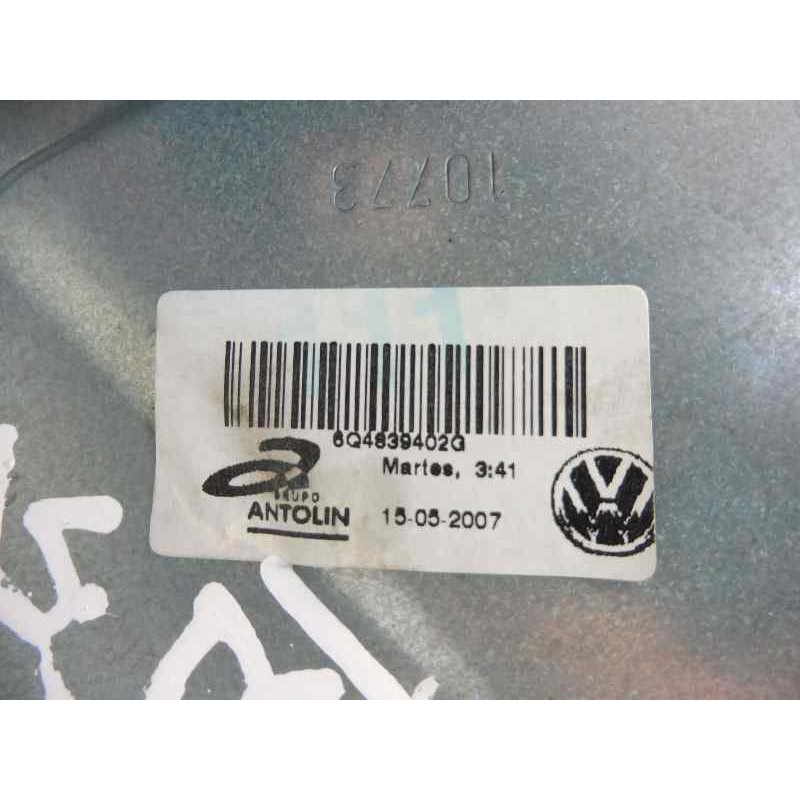 10773
6Q4839402G
Martes, 3:41
GRUPO
ANTOLIN
15-05-2007